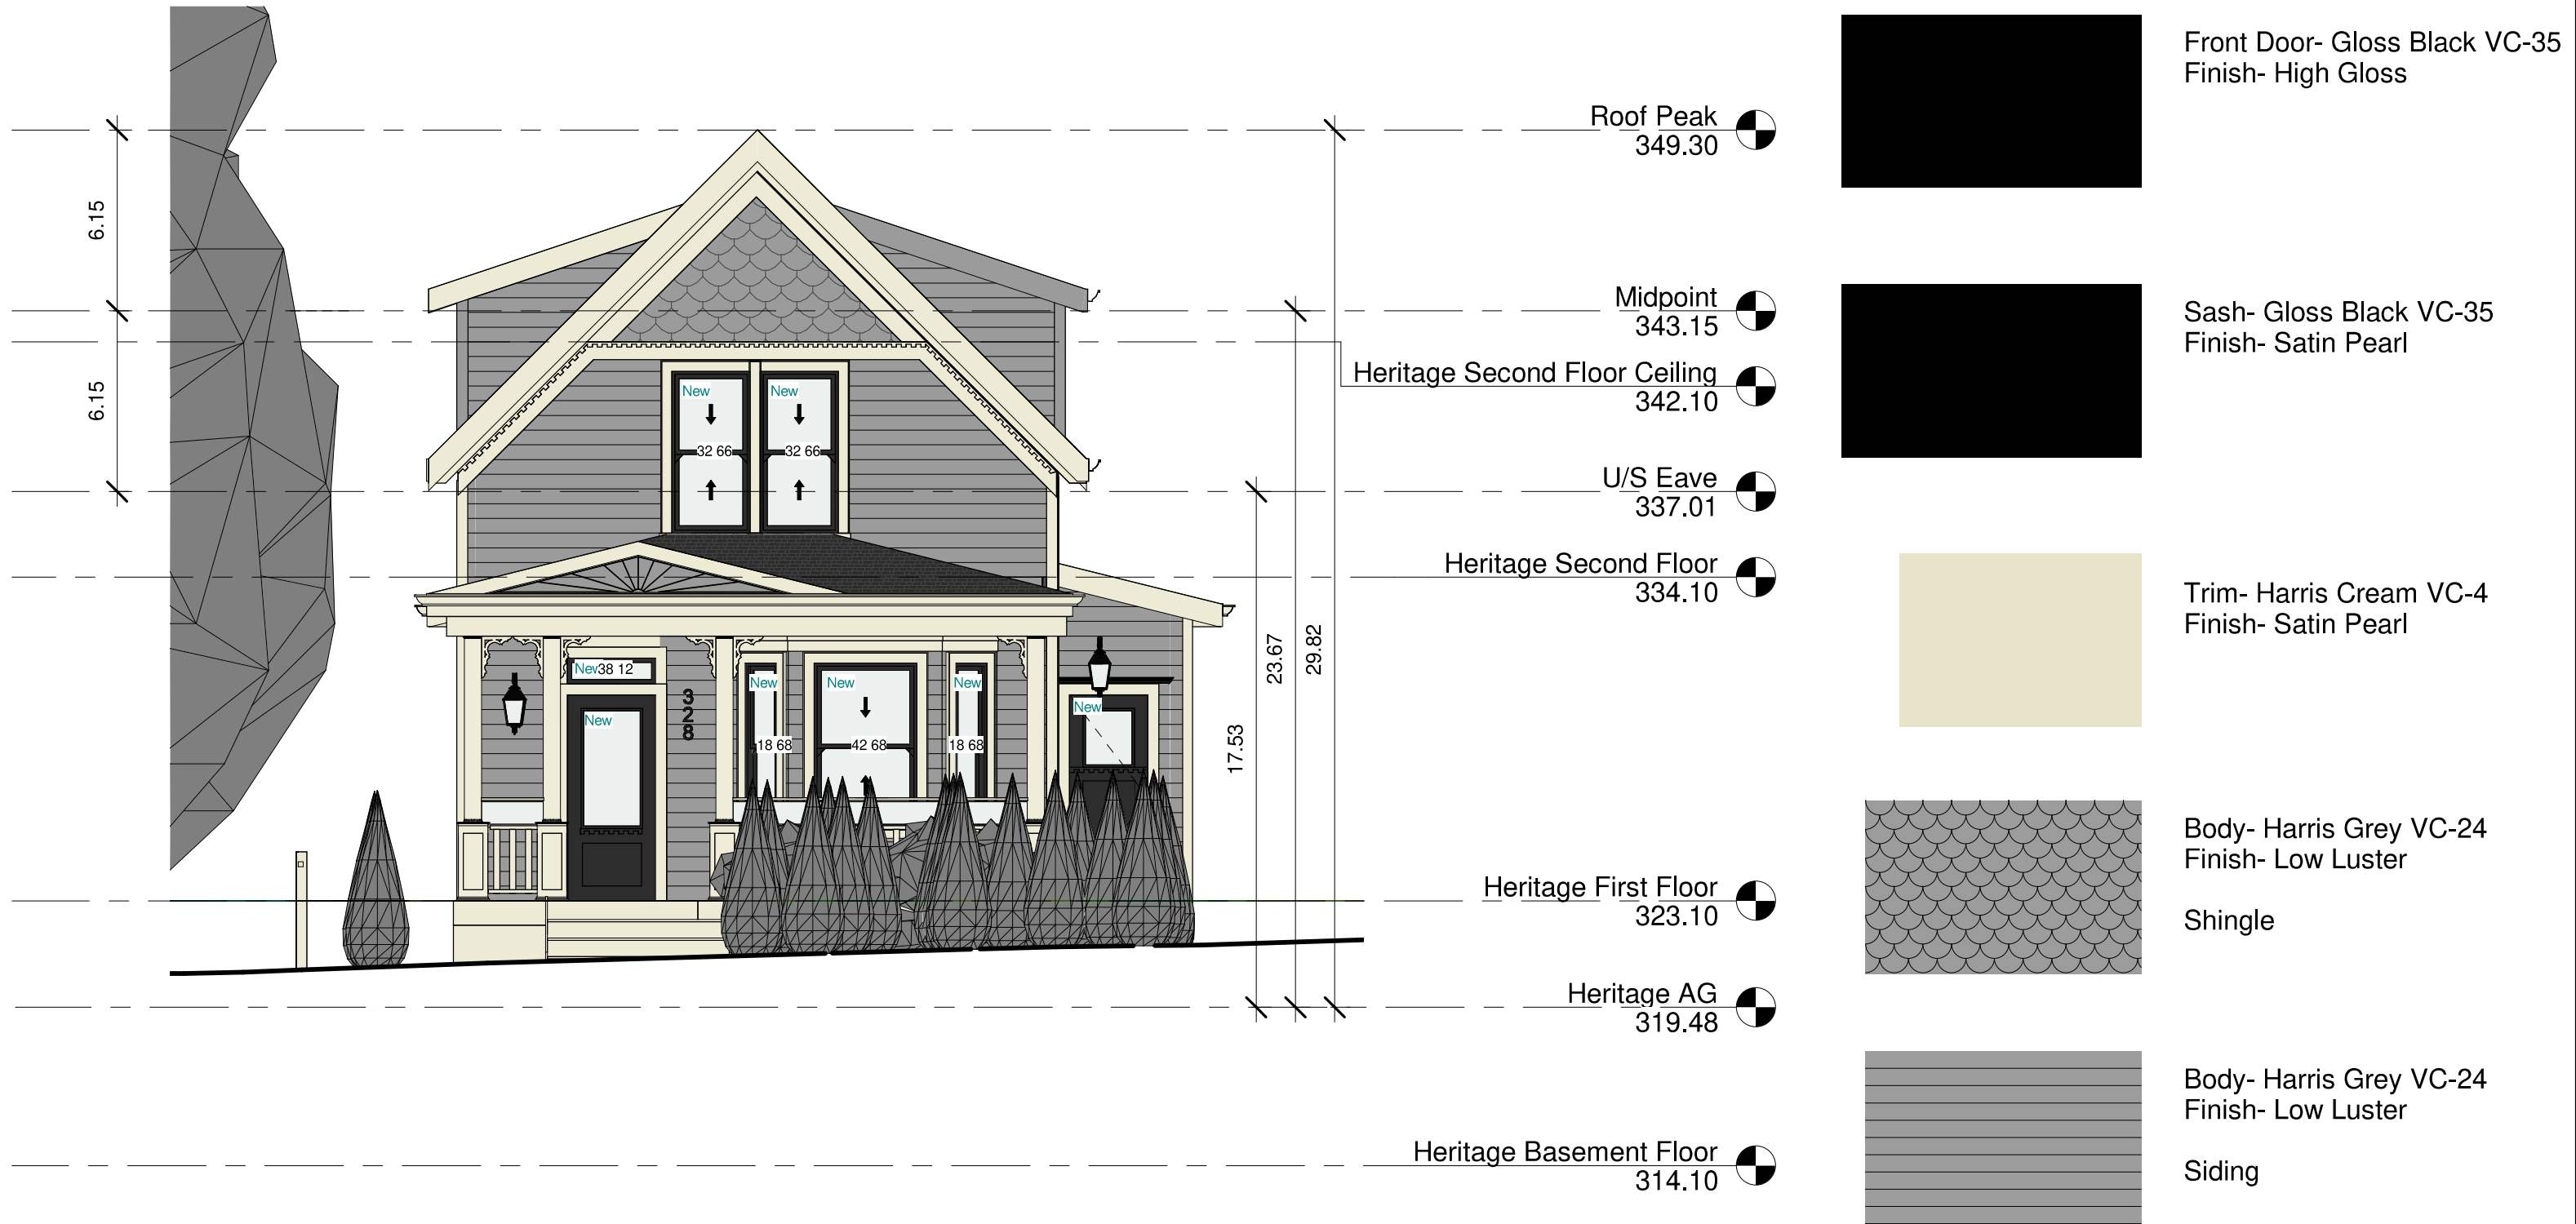 Roof Peak
349.30
Midpoint
343.15
Heritage Second Floor Ceiling
342.10
U/S Eave
337.01
Heritage Second Floor
334.10
Heritage First Floor
323.10
Heritage AG
319.48
Heritage Basement Floor
314.10
6.15
6.15
17.53
23.67
29.82
New
New
32 66
32 66
New 38 12
New
3
2
8
New
New
New
18 68
42 68
18 68
New
Front Door- Gloss Black VC-35
Finish- High Gloss
Sash- Gloss Black VC-35
Finish- Satin Pearl
Trim- Harris Cream VC-4
Finish- Satin Pearl
Body- Harris Grey VC-24
Finish- Low Luster
Shingle
Body- Harris Grey VC-24
Finish- Low Luster
Siding